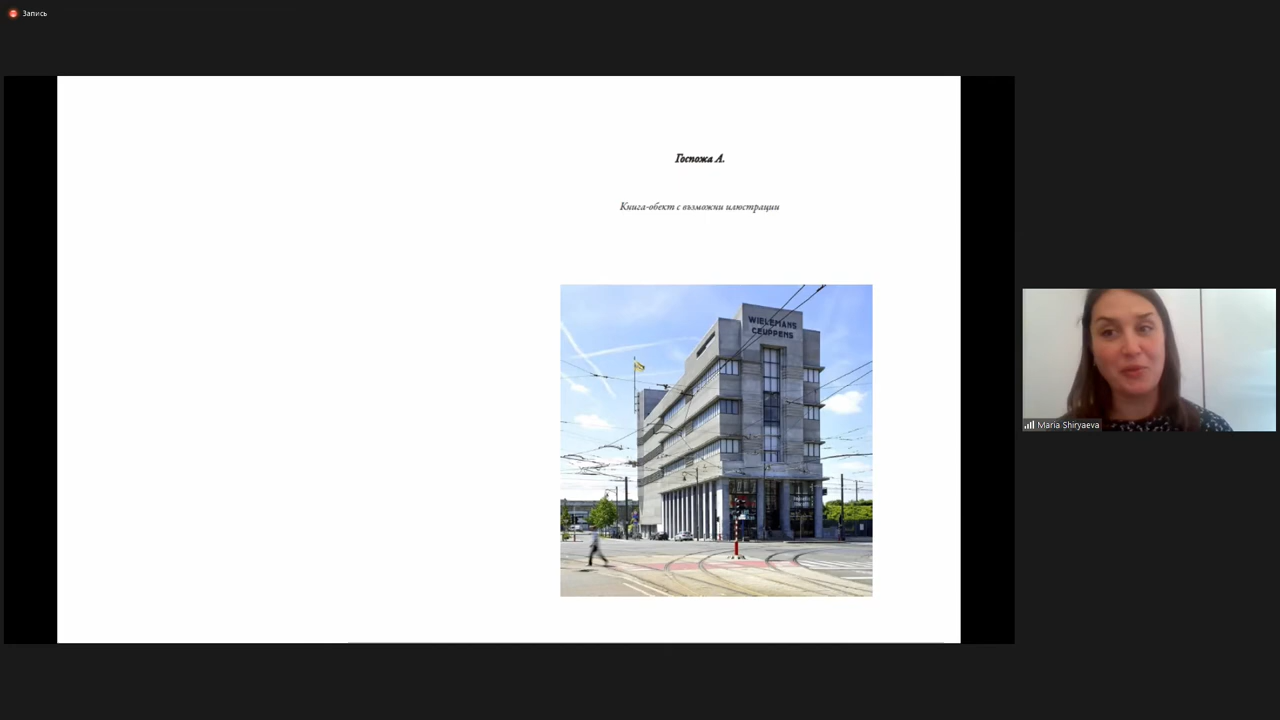 Запись
Госпожа А.
Книга-обект с възможни илюстрации
WIELEMANS
CEUPPENS
Maria Shiryaeva